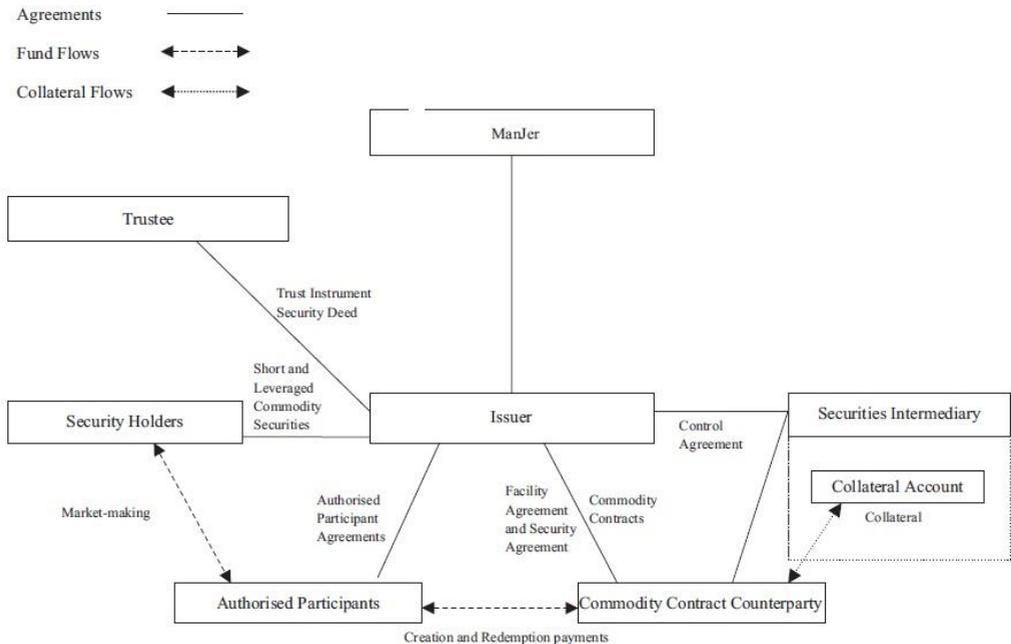 Agreements
Fund Flows
Collateral Flows
ManJer
Trustee
Trust Instrument
Security Deed
Short and
Leveraged
Commodity
Securities
Security Holders
Issuer
Securities Intermediary
Control
Agreement
Collateral Account
Collateral
Market-making
Authorised
Participant
Agreements
Facility
Agreement
and Security
Agreement
Commodity
Contracts
Authorised Participants
Commodity Contract Counterparty
Creation and Redemption payments